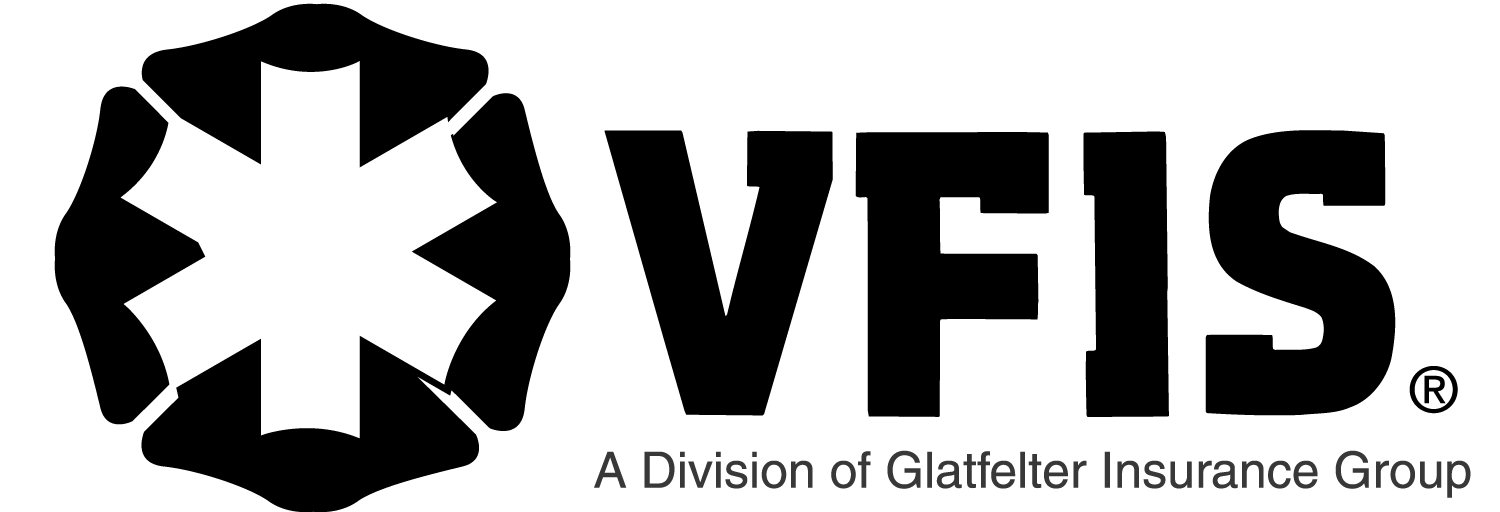 VFIS®
A Division of Glatfelter Insurance Group